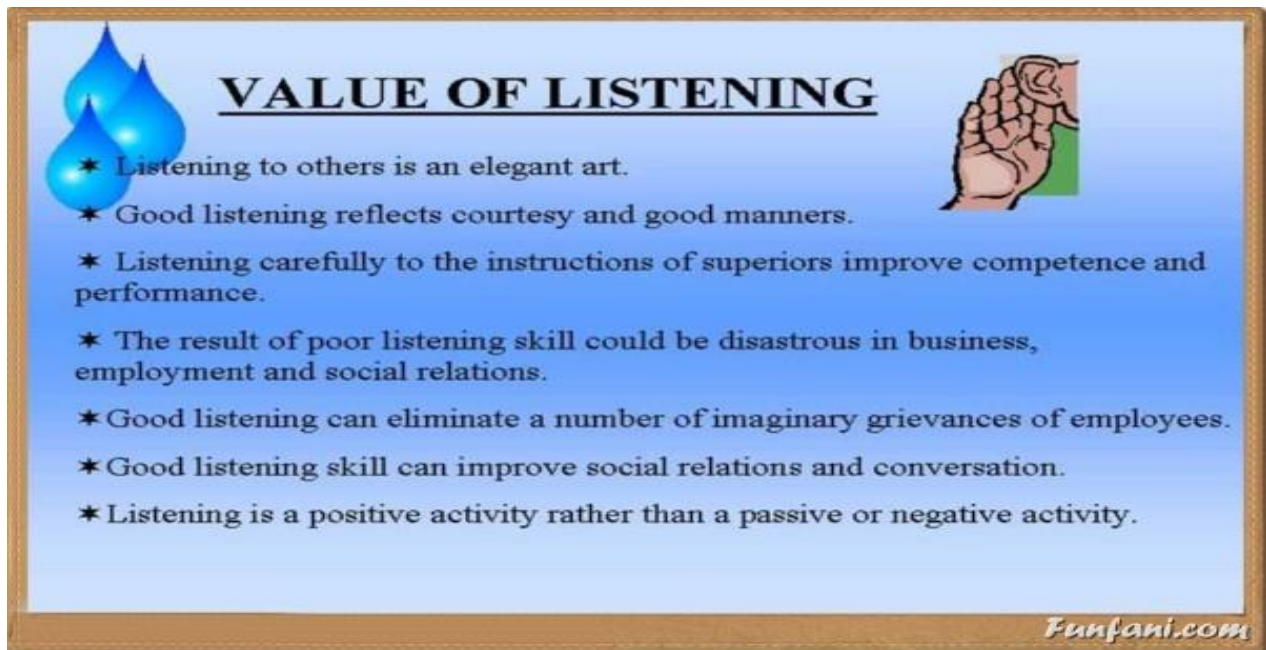 VALUE OF LISTENING
✶ Listening to others is an elegant art.
✶ Good listening reflects courtesy and good manners.
✶ Listening carefully to the instructions of superiors improve competence and
performance.
✶ The result of poor listening skill could be disastrous in business,
employment and social relations.
✶Good listening can eliminate a number of imaginary grievances of employees.
✶Good listening skill can improve social relations and conversation.
✶Listening is a positive activity rather than a passive or negative activity.
Funfani.com